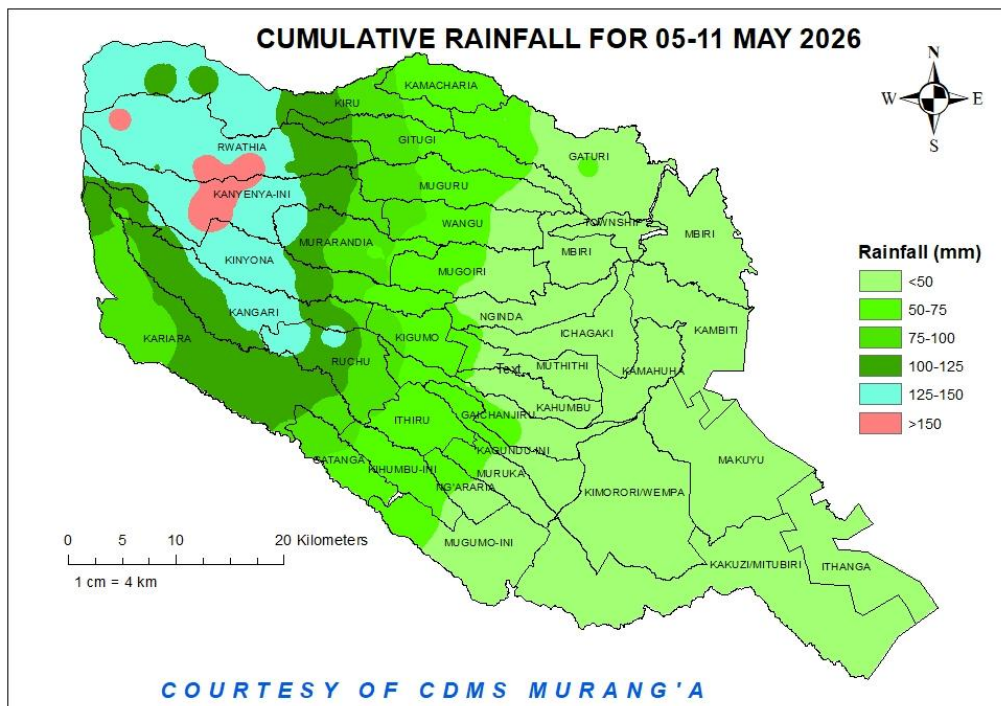 CUMULATIVE RAINFALL FOR 05-11 MAY 2026
N
W E
S
KAMACHARIA
KIRU
GITUGI
RWATHIA
GATURI
KANYENYA-INI
MUGURU
WANGU
TOWNSHIP
MURARANDIA
MBIRI
MBIRI
KINYONA
MUGOIRI
NGINDA
KANGARI
ICHAGAKI
KAMBITI
KARIARA
KIGUMO
RUCHU
MUTHITHI
KAMAHUHA
Text
KAHUMBU
ITHIRU
GAICHANJIRU
KAGUNDU-INI
GATANGA
KIHUMBU-INI
MURUKA
MAKUYU
NG'ARARIA
KIMORORI/WEMPA
MUGUMO-INI
KAKUZI/MITUBIRI
ITHANGA
Rainfall (mm)
<50
50-75
75-100
100-125
125-150
>150
0 5 10 20 Kilometers
1 cm = 4 km
COURTESY OF CDMS MURANG'A